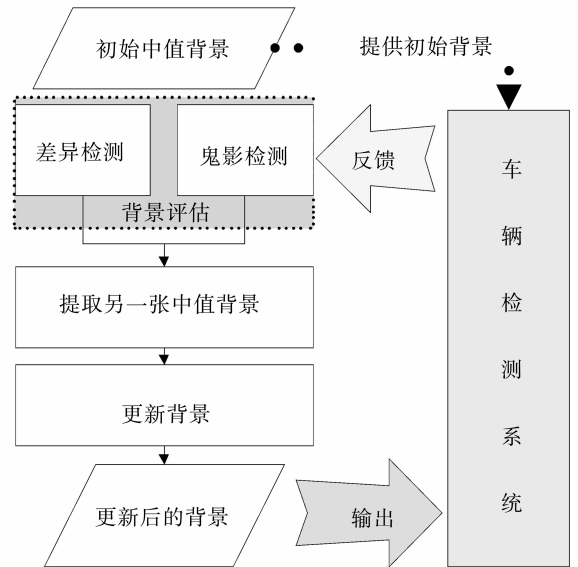 初始中值背景
提供初始背景
差异检测
鬼影检测
反馈
背景评估
提取另一张中值背景
更新背景
更新后的背景
输出
车辆检测系统